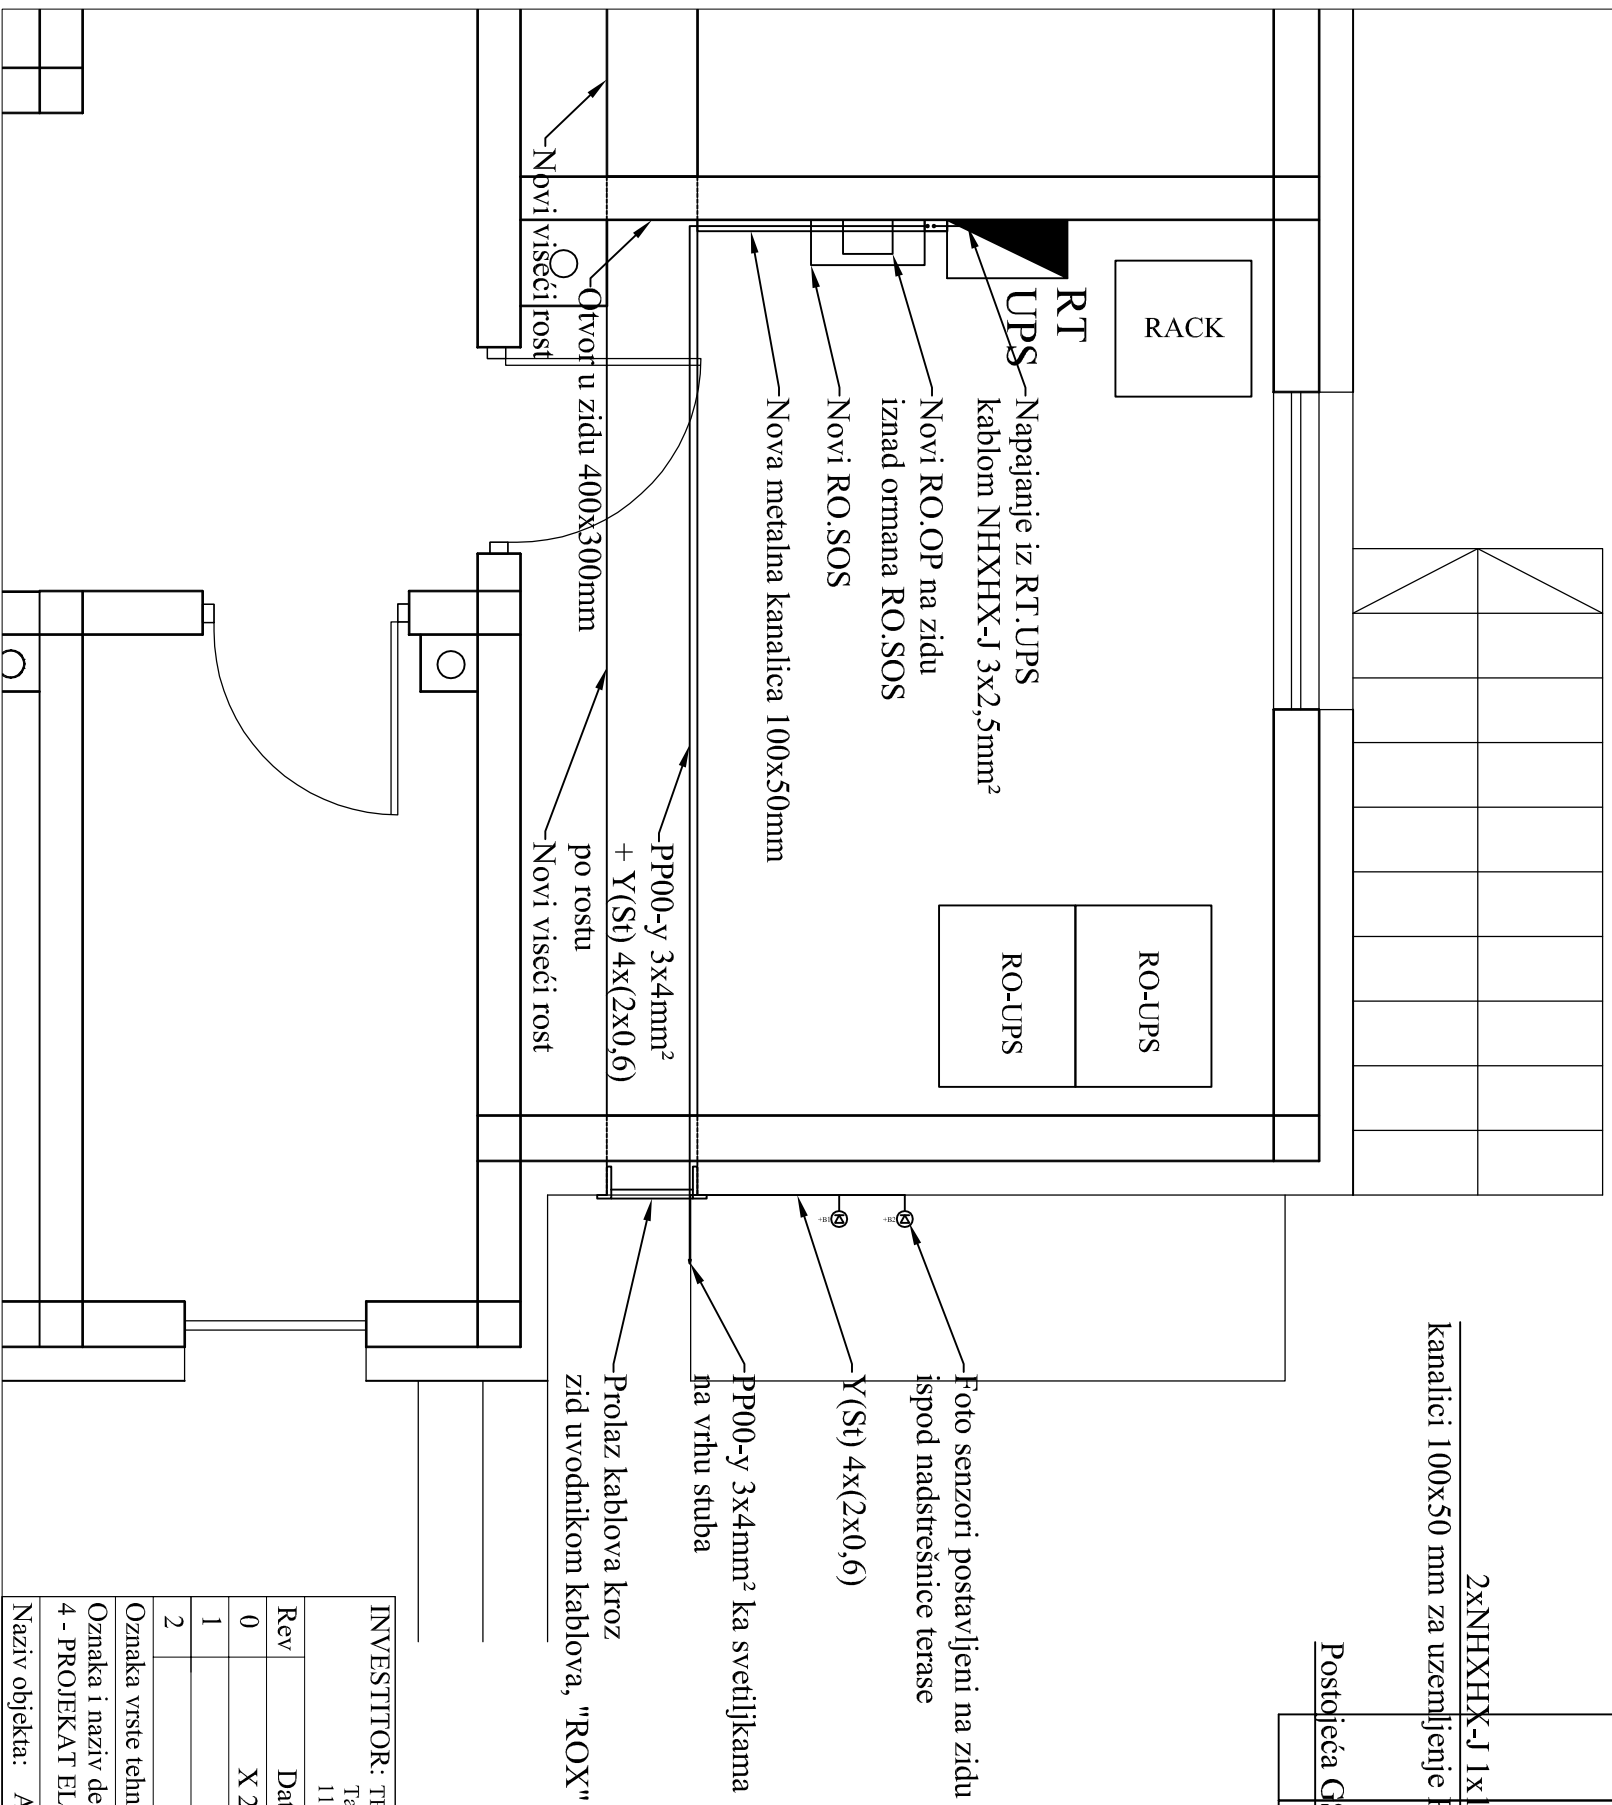 RACK
RT
UPS
Napajanje iz RT.UPS
kablom NHXHX-J 3x2,5mm²
Novi RO.OP na zidu
iznad ormana RO.SOS
Novi RO.SOS
Nova metalna kanalica 100x50mm
Otvor u zidu 400x300mm
Novi viseći rost
RO-UPS
RO-UPS
PP00-y 3x4mm²
+ Y(St) 4x(2x0,6)
po rostu
Novi viseći rost
+B1
+B2
Foto senzori postavljeni na zidu
ispod nadstrešnice terase
Y(St) 4x(2x0,6)
PP00-y 3x4mm² ka svetiljkama
na vrhu stuba
Prolaz kablova kroz
zid uvodnikom kablova, "ROX"
2xNHXHX-J 1x1
kanalici 100x50 mm za uzemljenje
Postojeća
INVESTITOR:
Rev
0 X
1
2
Oznaka vrste
Oznaka i naziv
4 - PROJEKAT
Naziv objekta: